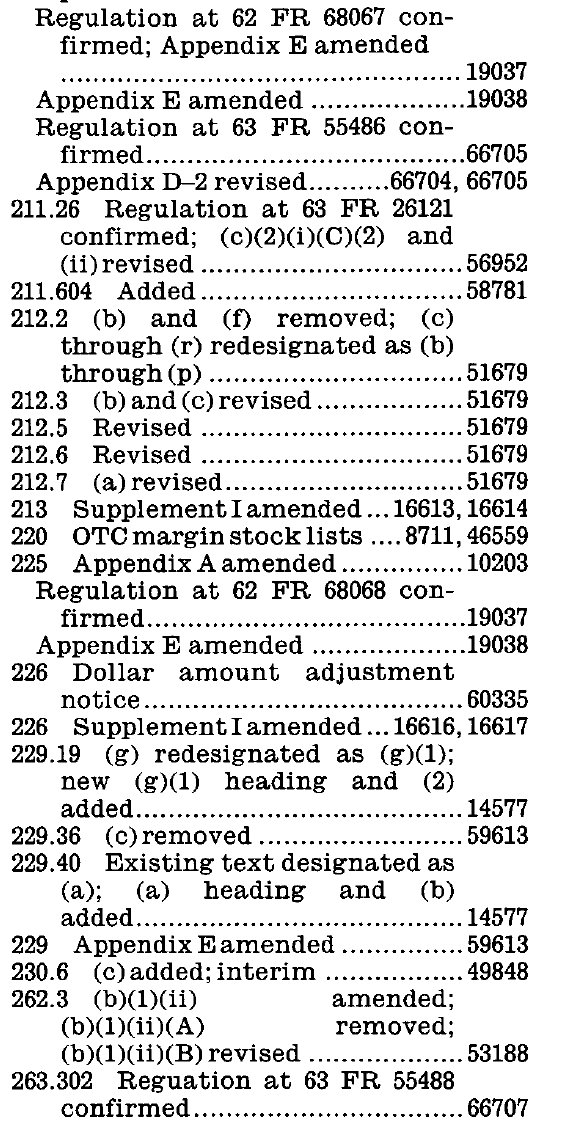 Regulation at 62 FR 68067 con-
firmed; Appendix E amended
................................................19037
Appendix E amended ...................19038
Regulation at 63 FR 55486 con-
firmed.......................................66705
Appendix D–2 revised..........66704, 66705
211.26 Regulation at 63 FR 26121
confirmed; (c)(2)(i)(C)(2) and
(ii) revised ................................56952
211.604 Added................................58781
212.2 (b) and (f) removed; (c)
through (r) redesignated as (b)
through (p) ...............................51679
212.3 (b) and (c) revised..................51679
212.5 Revised ................................51679
212.6 Revised ................................51679
212.7 (a) revised.............................51679
213 Supplement I amended ...16613, 16614
220 OTC margin stock lists ....8711, 46559
225 Appendix A amended ...............10203
Regulation at 62 FR 68068 con-
firmed.......................................19037
Appendix E amended ...................19038
226 Dollar amount adjustment
notice.......................................60335
226 Supplement I amended ...16616, 16617
229.19 (g) redesignated as (g)(1);
new (g)(1) heading and (2)
added........................................14577
229.36 (c) removed .........................59613
229.40 Existing text designated as
(a); (a) heading and (b)
added........................................14577
229 Appendix E amended ...............59613
230.6 (c) added; interim .................49848
262.3 (b)(1)(ii) amended;
(b)(1)(ii)(A) removed;
(b)(1)(ii)(B) revised ...................53188
263.302 Reguation at 63 FR 55488
confirmed.................................66707